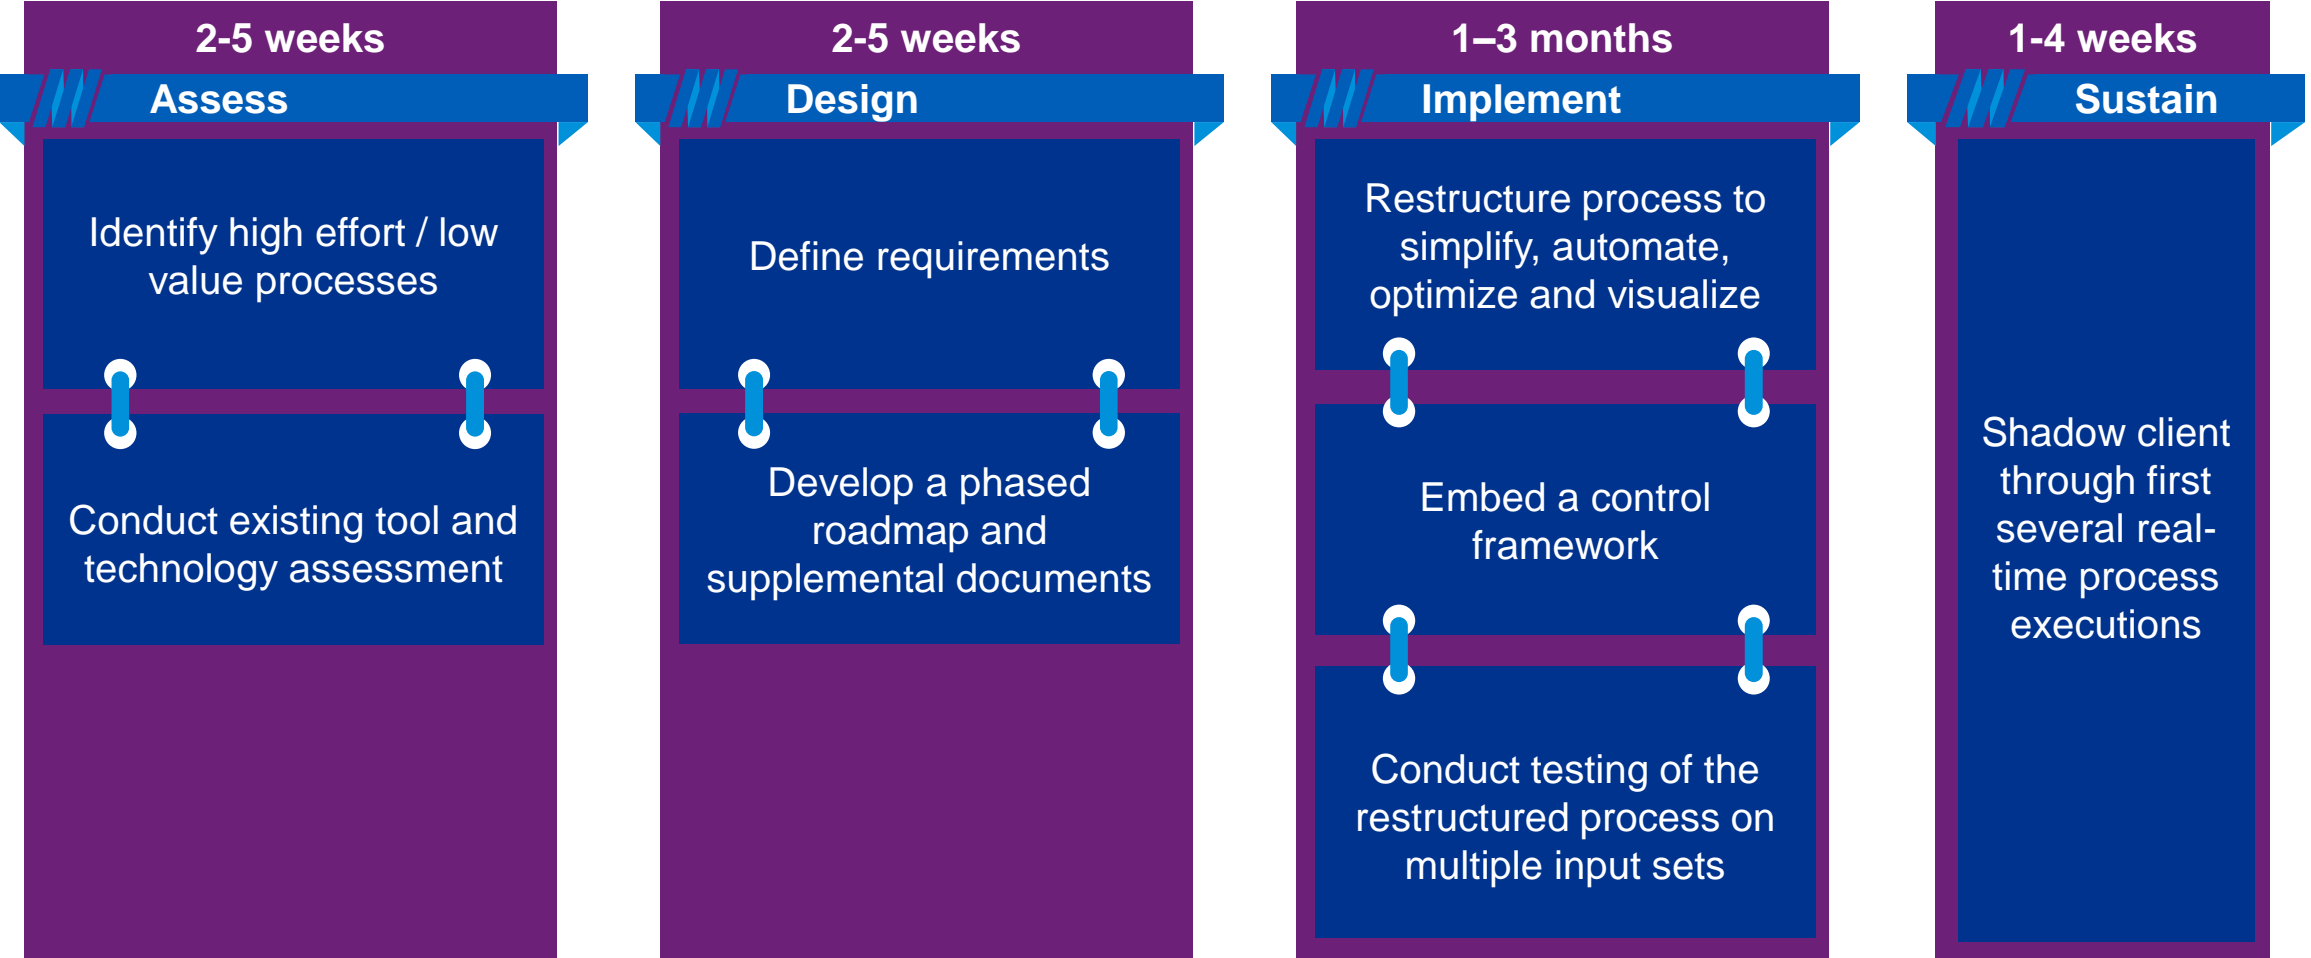 2-5 weeks
Assess
Identify high effort / low
value processes
Conduct existing tool and
technology assessment
2-5 weeks
Design
Define requirements
Develop a phased
roadmap and
supplemental documents
1–3 months
Implement
Restructure process to
simplify, automate,
optimize and visualize
Embed a control
framework
Conduct testing of the
restructured process on
multiple input sets
1-4 weeks
Sustain
Shadow client
through first
several real-
time process
executions